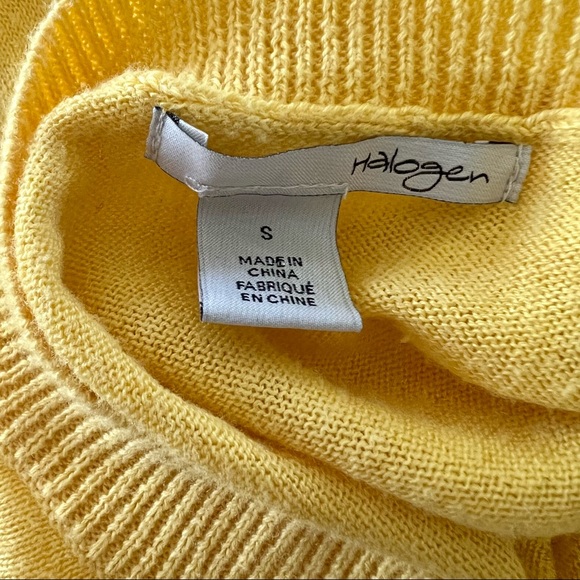 Halogen
S
MADE IN
CHINA
FABRIQUÉ
EN CHINE